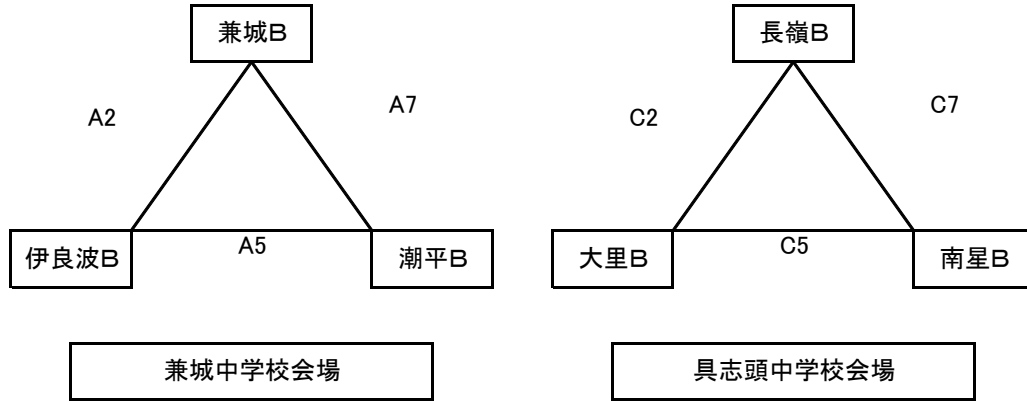 兼城B
長嶺B
A2
A7
C2
C7
伊良波B
A5
潮平B
大里B
C5
南星B
兼城中学校会場
具志頭中学校会場